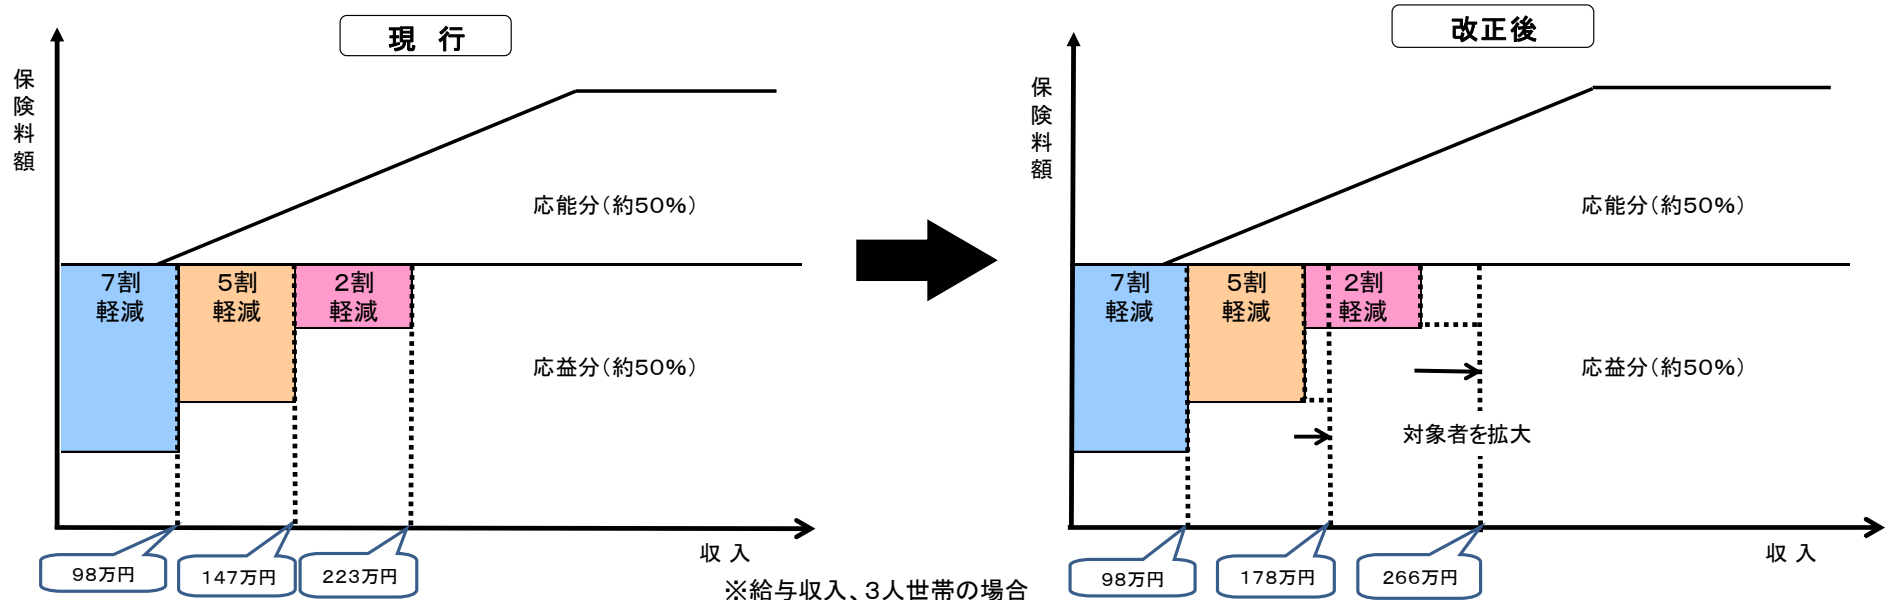 現　行
保険料額
応能分（約50％）
7割
軽減
5割
軽減
2割
軽減
応益分（約50％）
収 入
98万円
147万円
223万円
※給与収入、3人世帯の場合
改正後
保険料額
応能分（約50％）
7割
軽減
5割
軽減
2割
軽減
応益分（約50％）
対象者を拡大
収 入
98万円
178万円
266万円